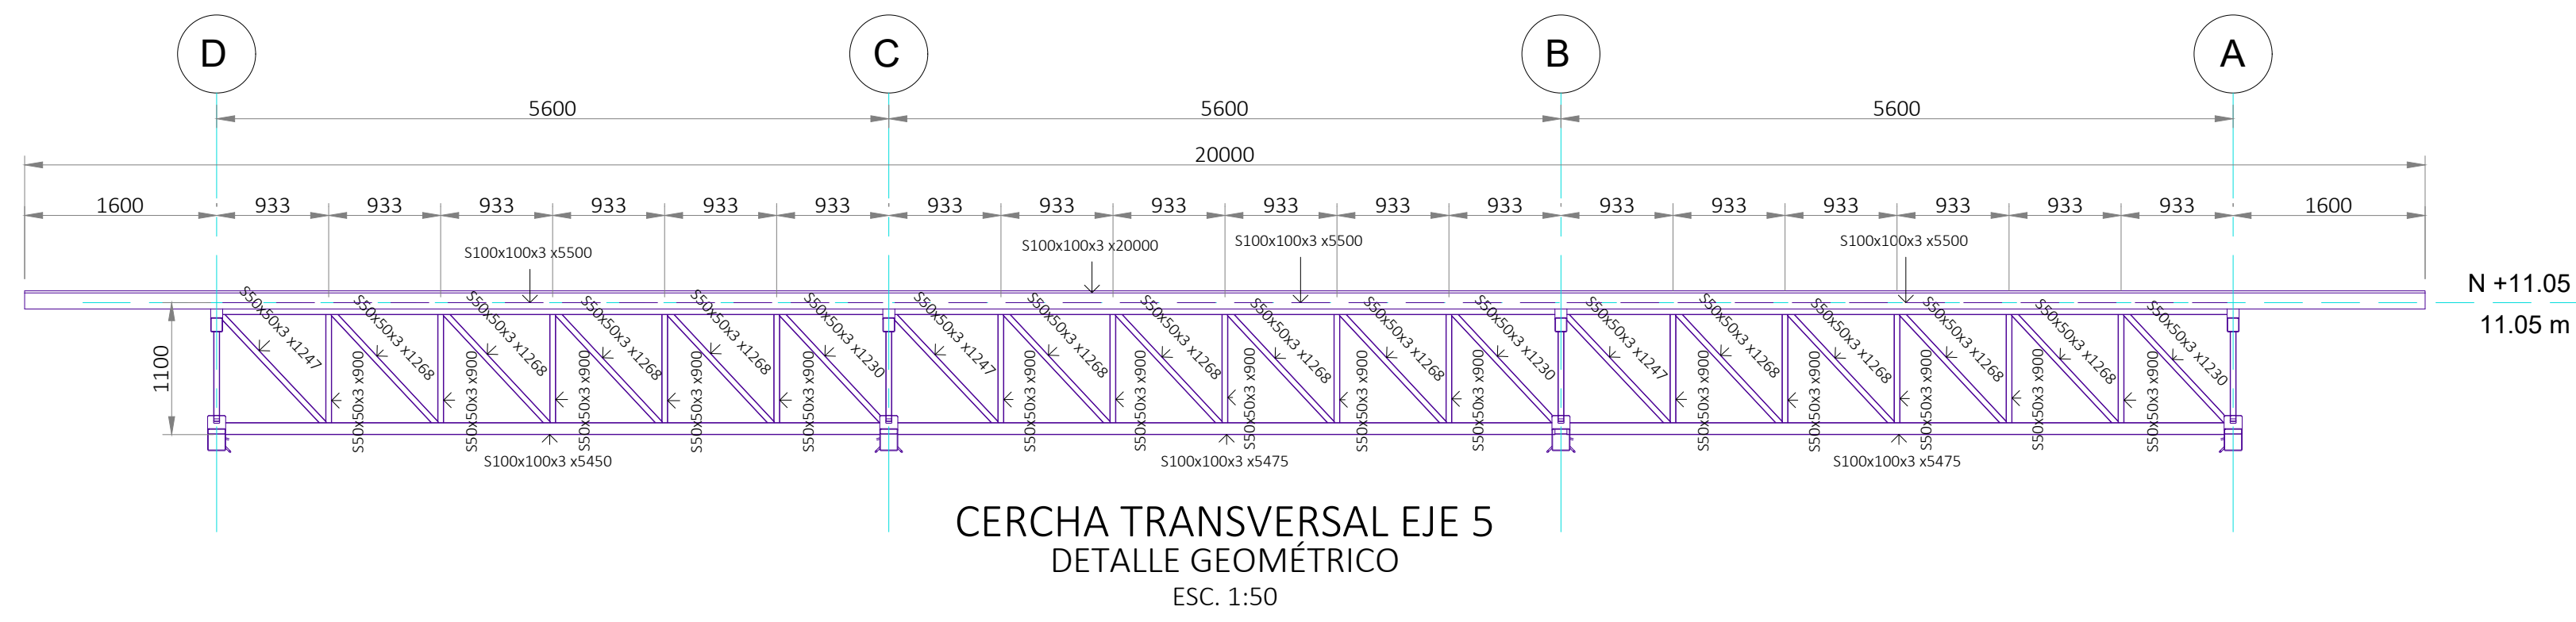 D C B A
5600 5600 5600
20000
1600 933 933 933 933 933 933 933 933 933 933 933 933 933 933 933 933 933 933 1600
S100x100x3 x5500 S100x100x3 x20000 S100x100x3 x5500 S100x100x3 x5500
N +11.05
11.05 m
1100
S50x50x3 x1247 S50x50x3 x1268 S50x50x3 x1268 S50x50x3 x1268 S50x50x3 x1268 S50x50x3 x1230 S50x50x3 x1247 S50x50x3 x1268 S50x50x3 x1268 S50x50x3 x1268 S50x50x3 x1268 S50x50x3 x1230 S50x50x3 x1247 S50x50x3 x1268 S50x50x3 x1268 S50x50x3 x1268 S50x50x3 x1268 S50x50x3 x1230
S50x50x3 x900 S50x50x3 x900 S50x50x3 x900 S50x50x3 x900 S50x50x3 x900 S50x50x3 x900 S50x50x3 x900 S50x50x3 x900 S50x50x3 x900 S50x50x3 x900 S50x50x3 x900 S50x50x3 x900 S50x50x3 x900 S50x50x3 x900 S50x50x3 x900
S100x100x3 x5450 S100x100x3 x5475 S100x100x3 x5475
CERCHA TRANSVERSAL EJE 5
DETALLE GEOMÉTRICO
ESC. 1:50